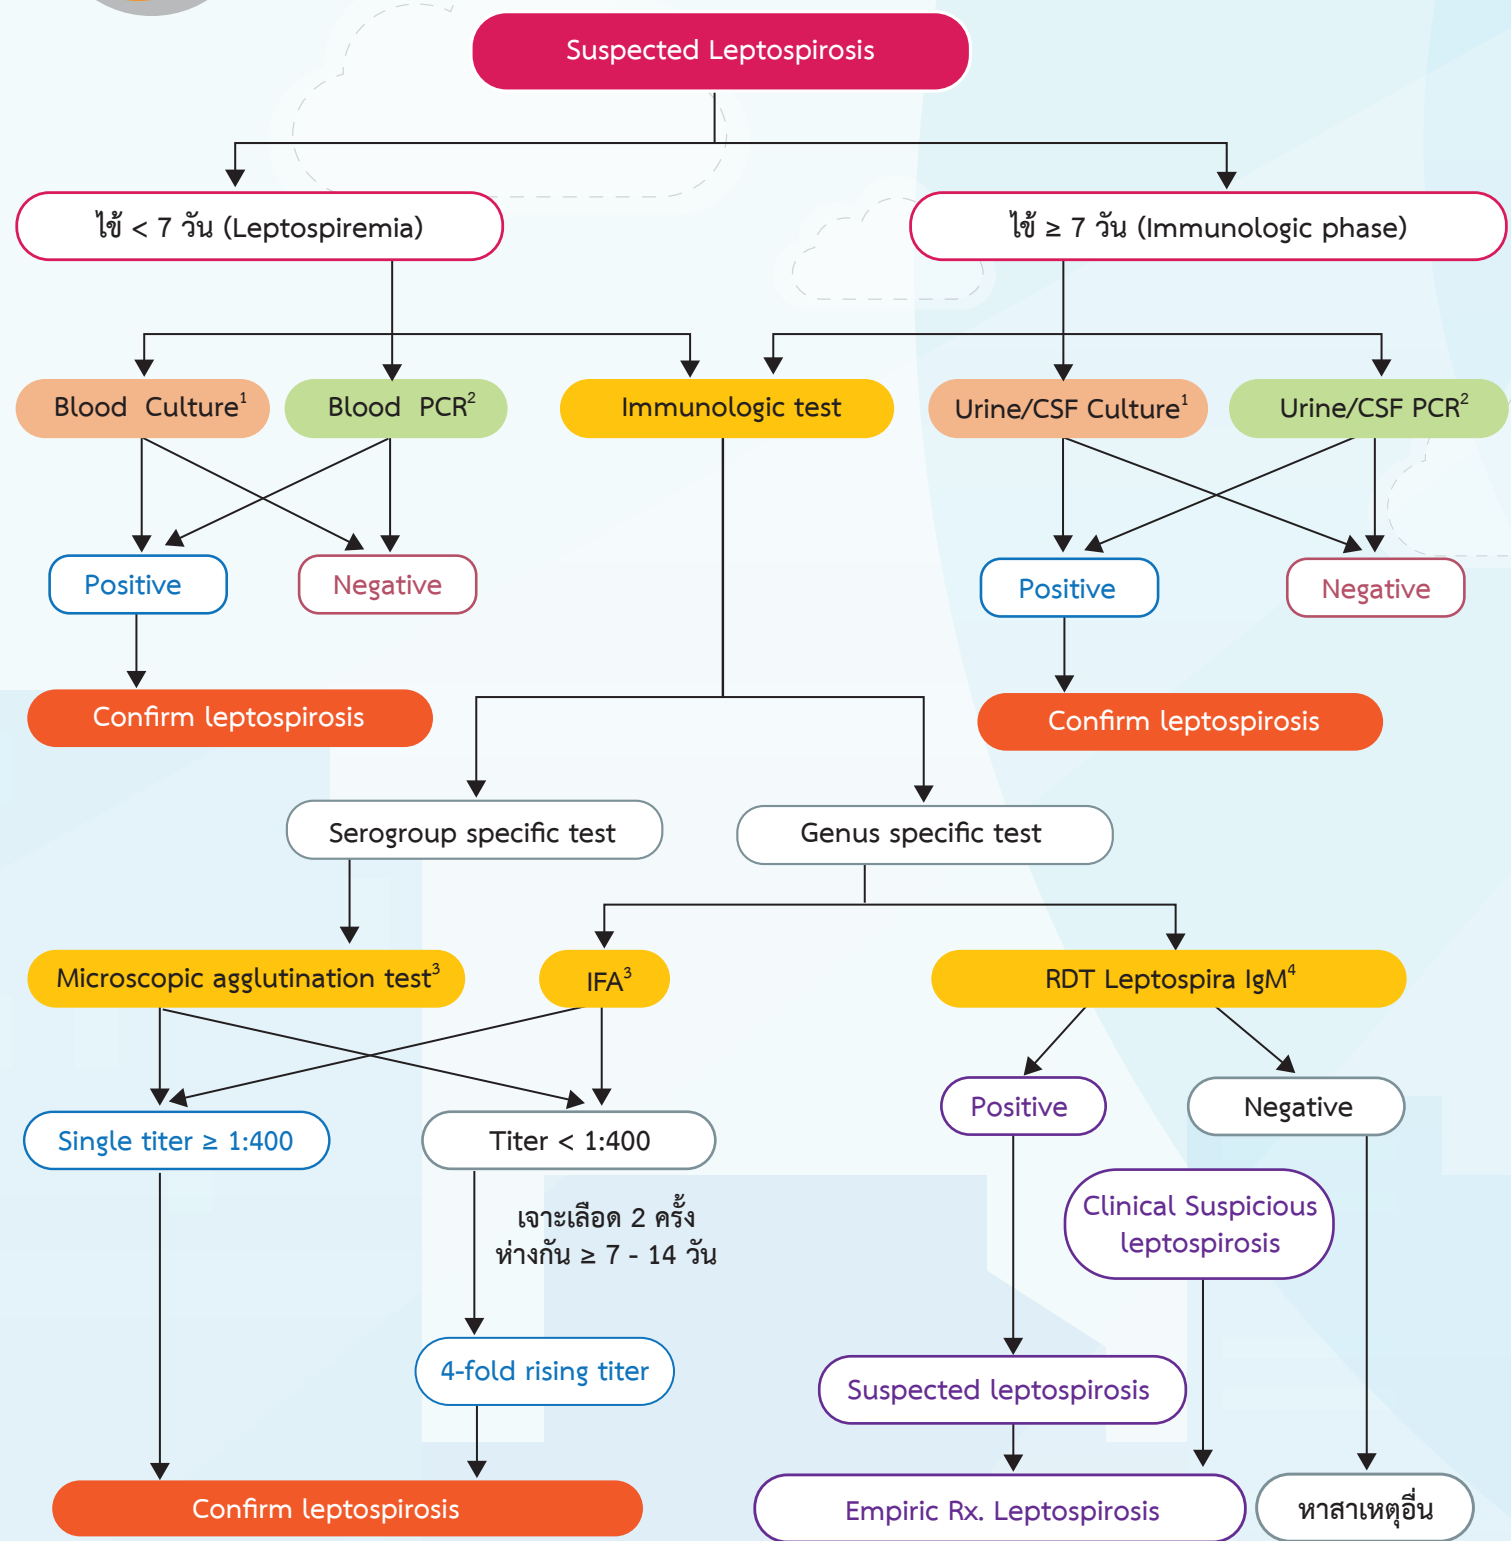 Suspected Leptospirosis
ไข้ < 7 วัน (Leptospiremia)
ไข้ ≥ 7 วัน (Immunologic phase)
Blood Culture¹
Blood PCR²
Immunologic test
Urine/CSF Culture¹
Urine/CSF PCR²
Positive
Negative
Positive
Negative
Confirm leptospirosis
Confirm leptospirosis
Serogroup specific test
Genus specific test
Microscopic agglutination test³
IFA³
RDT Leptospira IgM⁴
Positive
Negative
Single titer ≥ 1:400
Titer < 1:400
เจาะเลือด 2 ครั้ง
ห่างกัน ≥ 7 - 14 วัน
Clinical Suspicious
leptospirosis
4-fold rising titer
Suspected leptospirosis
Confirm leptospirosis
Empiric Rx. Leptospirosis
หาสาเหตุอื่น